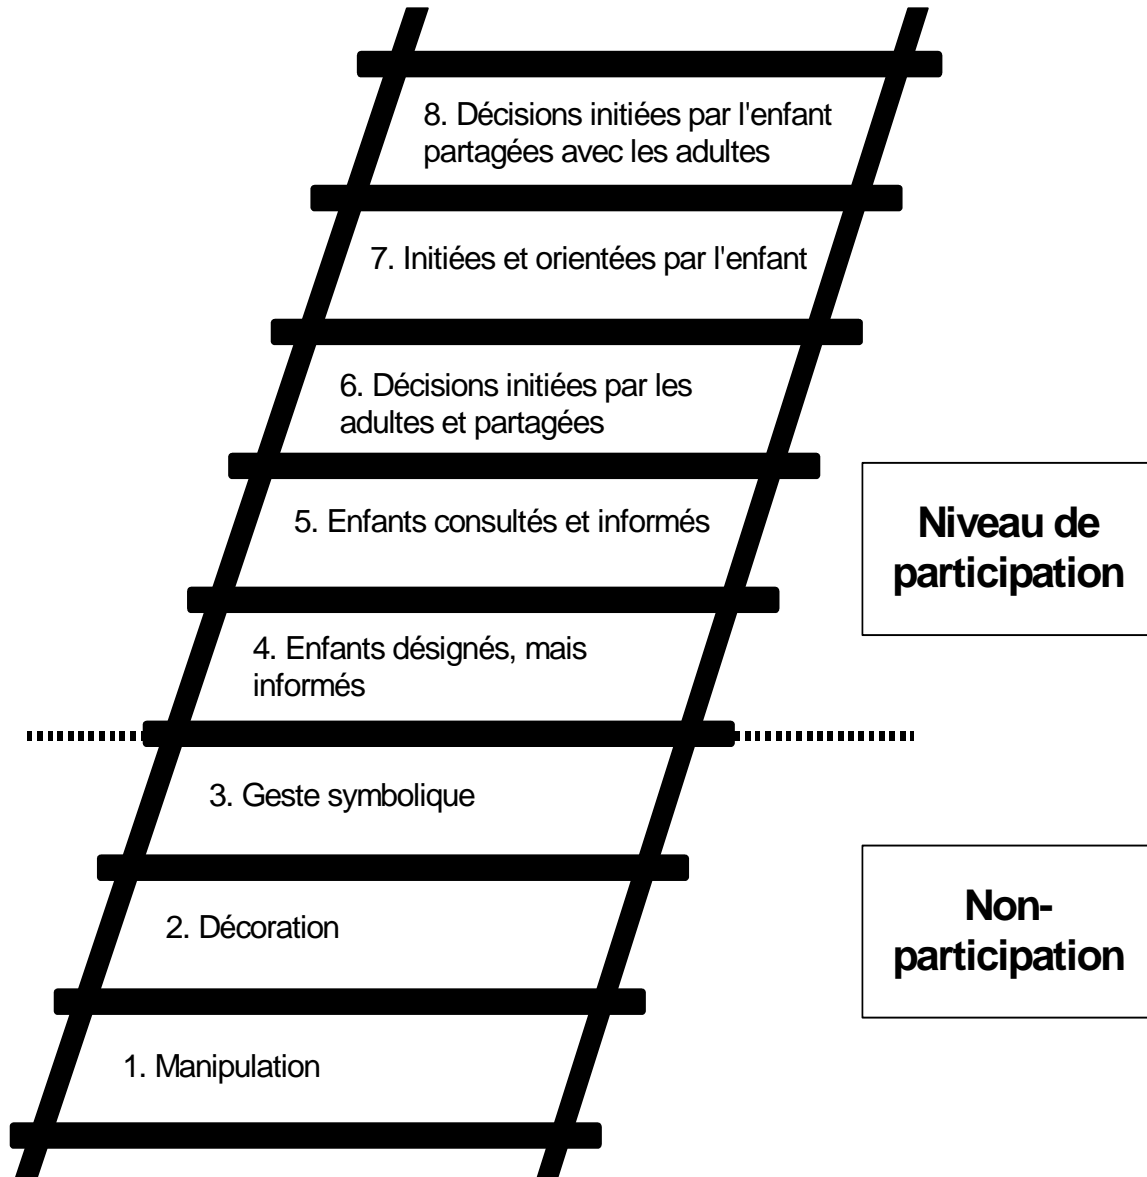 8. Décisions initiées par l'enfant
partagées avec les adultes
7. Initiées et orientées par l'enfant
6. Décisions initiées par les
adultes et partagées
5. Enfants consultés et informés
Niveau de
participation
4. Enfants désignés, mais
informés
3. Geste symbolique
2. Décoration
Non-
participation
1. Manipulation